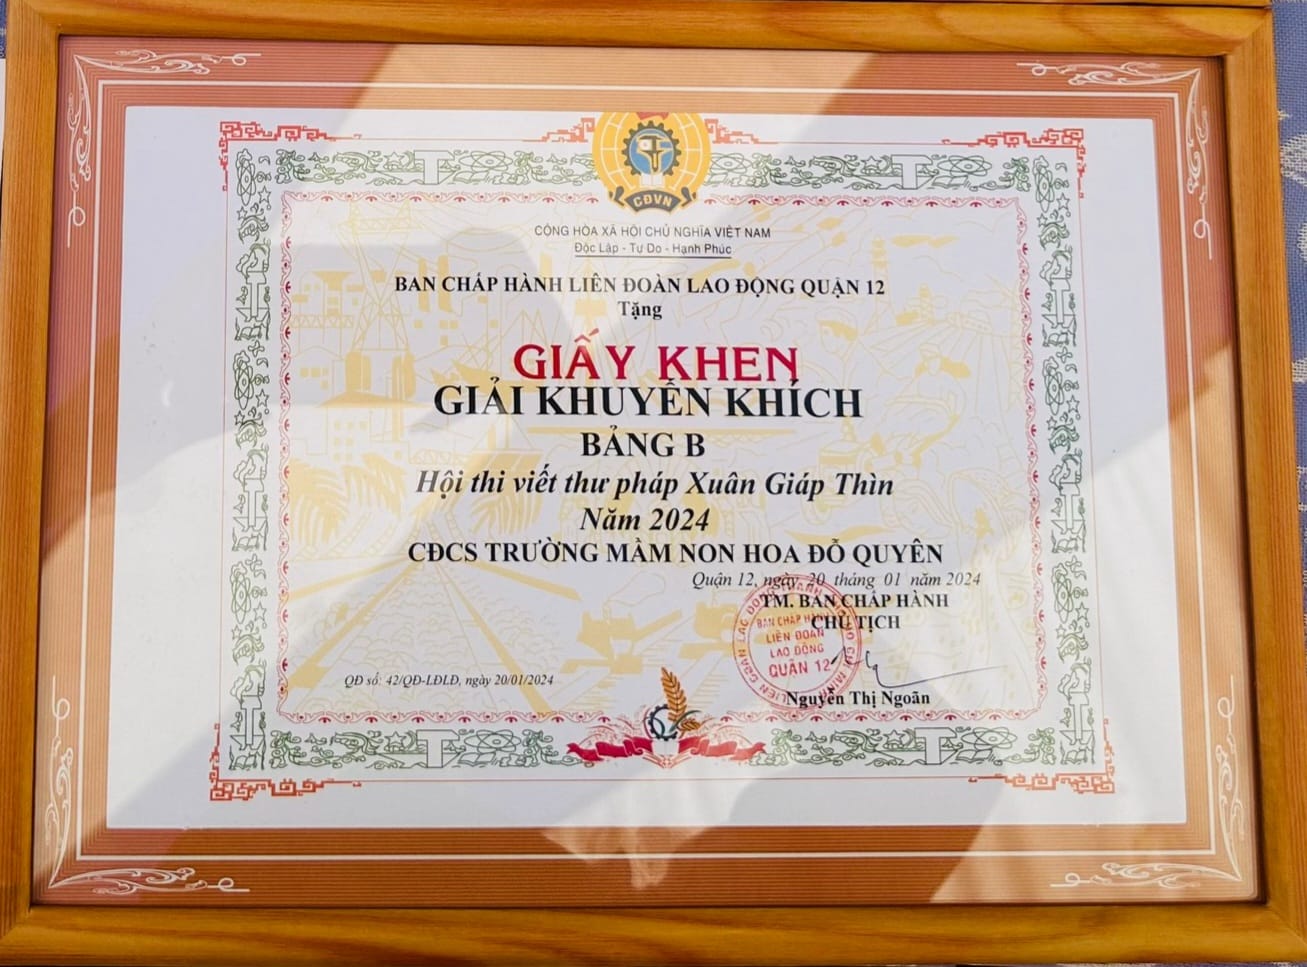 CĐVN
CỘNG HÒA XÃ HỘI CHỦ NGHĨA VIỆT NAM
Độc Lập - Tự Do - Hạnh Phúc
BAN CHẤP HÀNH LIÊN ĐOÀN LAO ĐỘNG QUẬN 12
Tặng
GIẤY KHEN
GIẢI KHUYẾN KHÍCH
BẢNG B
Hội thi viết thư pháp Xuân Giáp Thìn
Năm 2024
CĐCS TRƯỜNG MẦM NON HOA ĐỖ QUYÊN
Quận 12, ngày 20 tháng 01 năm 2024
TM. BAN CHẤP HÀNH
CHỦ TỊCH
BAN CHẤP HÀNH
LIÊN ĐOÀN
LAO ĐỘNG
QUẬN 12
QĐ số: 42/QĐ-LĐLĐ, ngày 20/01/2024
Nguyễn Thị Ngoãn